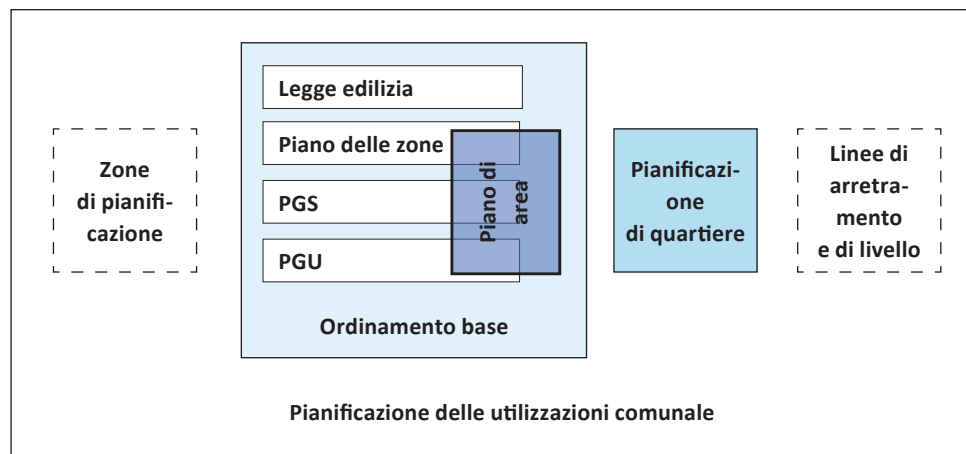 Legge edilizia
Piano delle zone
PGS
PGU
Piano di
area
Ordinamento base
Zone
di pianifi-
cazione
Pianificazi-
one
di quartiere
Linee di
arretra-
mento
e di livello
Pianificazione delle utilizzazioni comunale